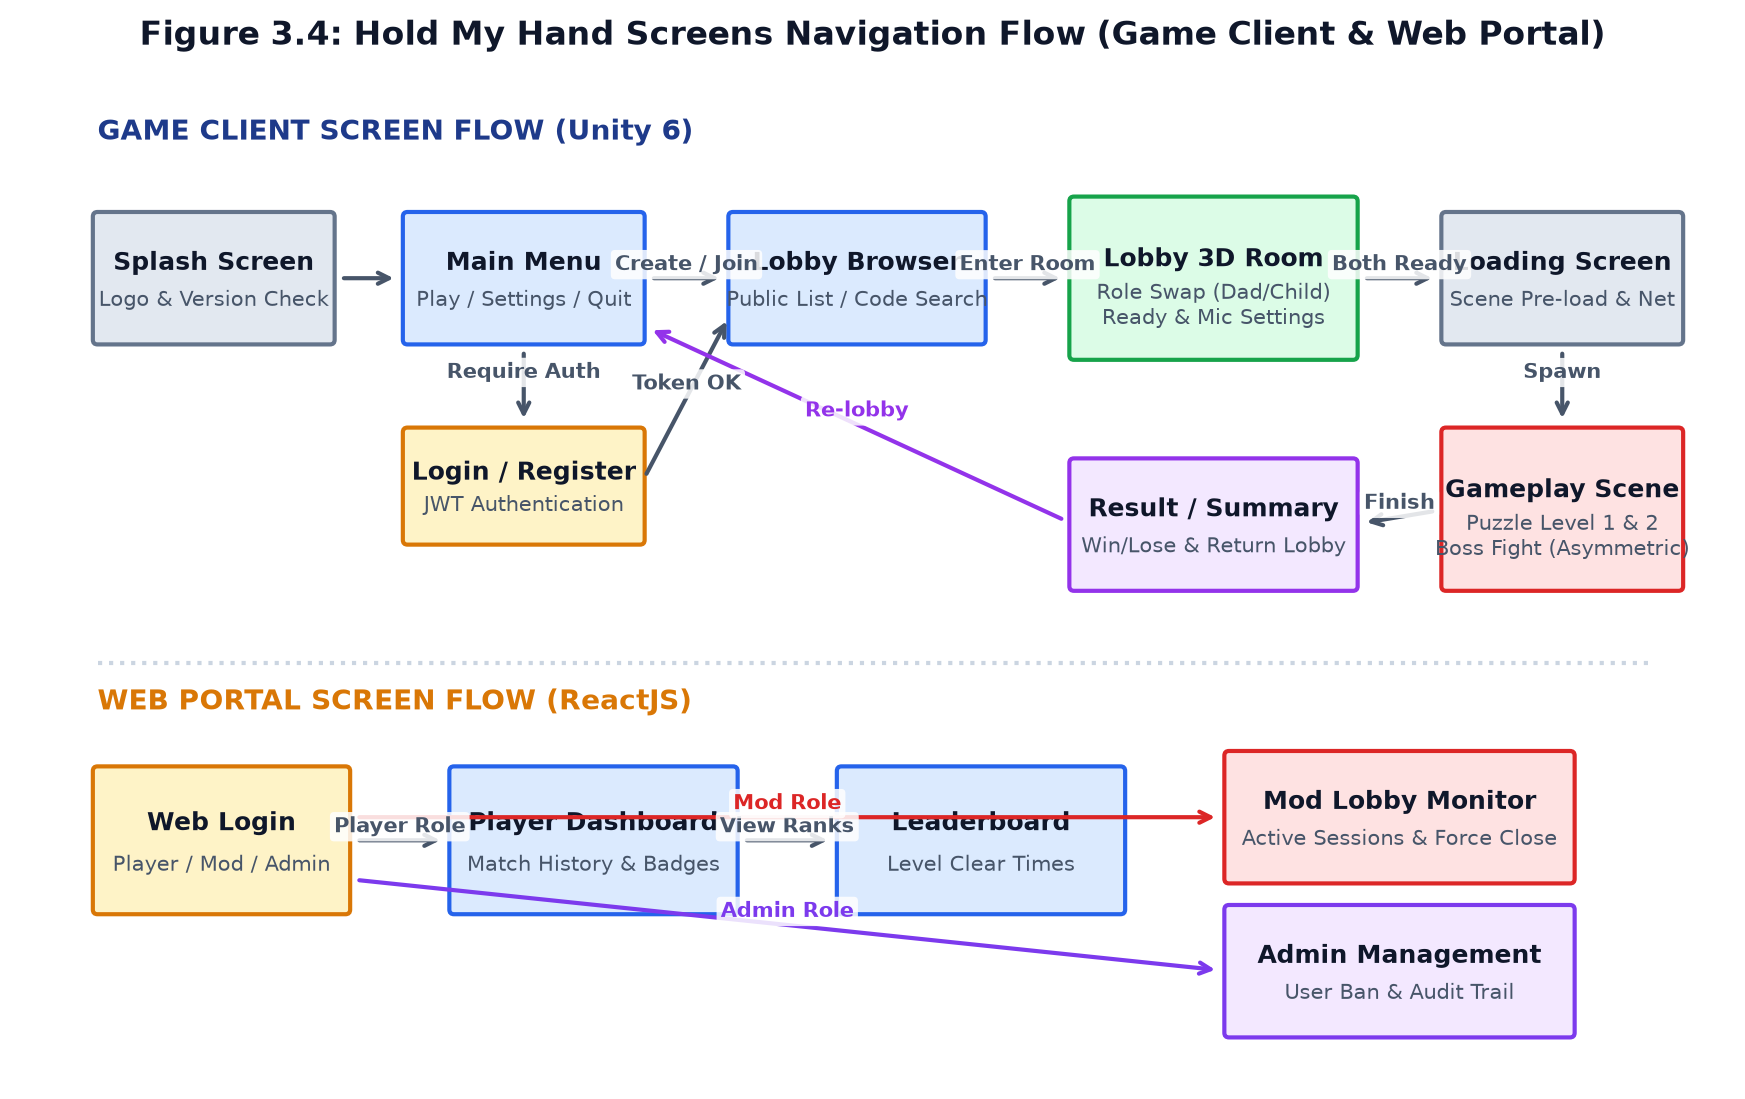 Figure 3.4: Hold My Hand Screens Navigation Flow (Game Client & Web Portal)
GAME CLIENT SCREEN FLOW (Unity 6)
Splash Screen
Logo & Version Check
Main Menu
Play / Settings / Quit
Create / Join
Lobby Browser
Public List / Code Search
Enter Room
Lobby 3D Room
Role Swap (Dad/Child)
Ready & Mic Settings
Both Ready
Loading Screen
Scene Pre-load & Net
Require Auth
Token OK
Spawn
Re-lobby
Login / Register
JWT Authentication
Result / Summary
Win/Lose & Return Lobby
Finish
Gameplay Scene
Puzzle Level 1 & 2
Boss Fight (Asymmetric)
WEB PORTAL SCREEN FLOW (ReactJS)
Web Login
Player / Mod / Admin
Player Role
Player Dashboard
Match History & Badges
Mod Role
View Ranks
Leaderboard
Level Clear Times
Mod Lobby Monitor
Active Sessions & Force Close
Admin Role
Admin Management
User Ban & Audit Trail